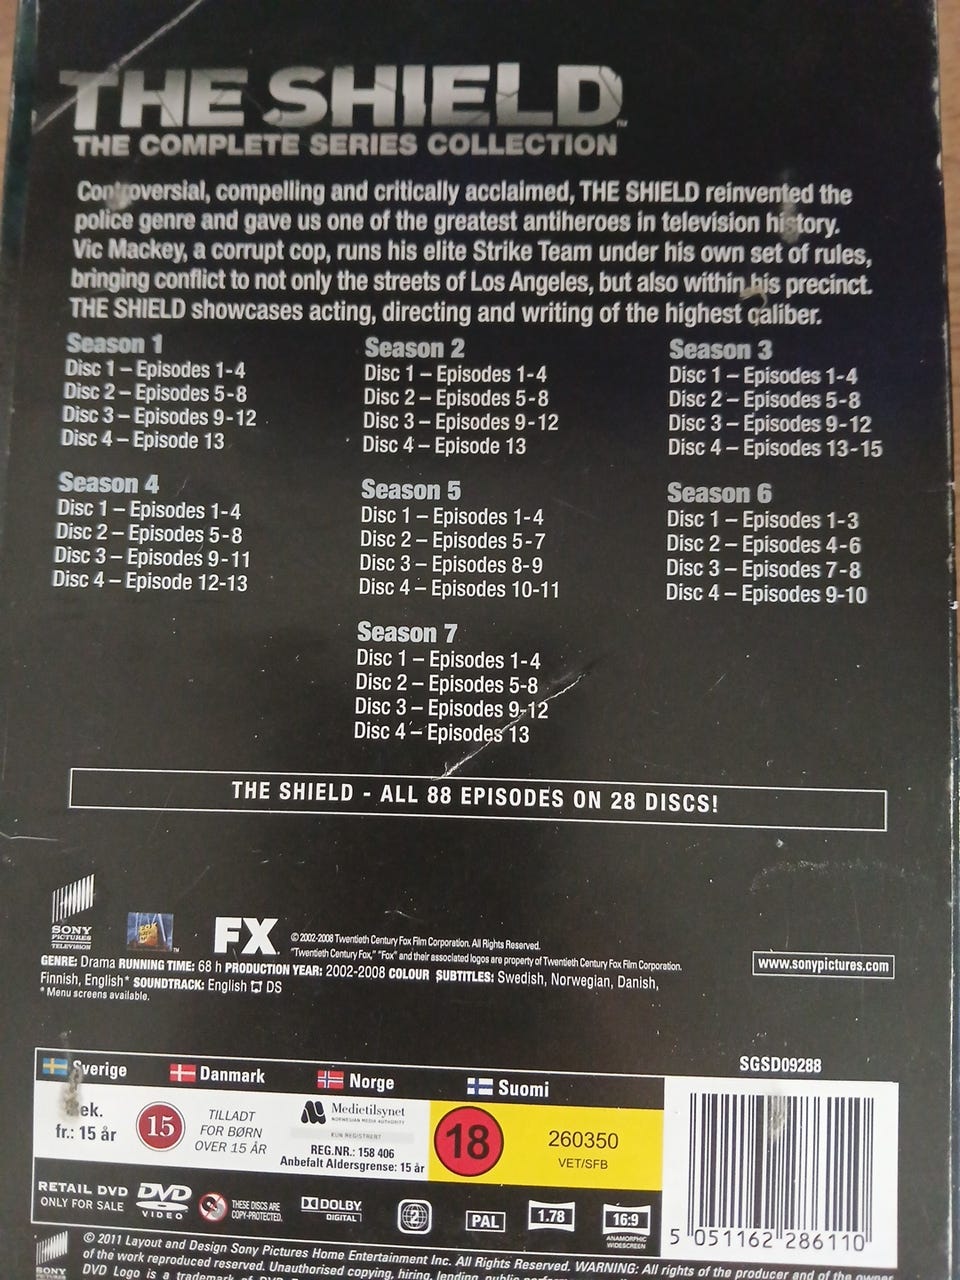 THE SHIELD™
THE COMPLETE SERIES COLLECTION
Controversial, compelling and critically acclaimed, THE SHIELD reinvented the
police genre and gave us one of the greatest antiheroes in television history.
Vic Mackey, a corrupt cop, runs his elite Strike Team under his own set of rules,
bringing conflict to not only the streets of Los Angeles, but also within his precinct.
THE SHIELD showcases acting, directing and writing of the highest caliber.
Season 1
Disc 1 – Episodes 1-4
Disc 2 – Episodes 5-8
Disc 3 – Episodes 9-12
Disc 4 – Episode 13
Season 2
Disc 1 – Episodes 1-4
Disc 2 – Episodes 5-8
Disc 3 – Episodes 9-12
Disc 4 – Episode 13
Season 3
Disc 1 – Episodes 1-4
Disc 2 – Episodes 5-8
Disc 3 – Episodes 9-12
Disc 4 – Episodes 13-15
Season 4
Disc 1 – Episodes 1-4
Disc 2 – Episodes 5-8
Disc 3 – Episodes 9-11
Disc 4 – Episode 12-13
Season 5
Disc 1 – Episodes 1-4
Disc 2 – Episodes 5-7
Disc 3 – Episodes 8-9
Disc 4 – Episodes 10-11
Season 6
Disc 1 – Episodes 1-3
Disc 2 – Episodes 4-6
Disc 3 – Episodes 7-8
Disc 4 – Episodes 9-10
Season 7
Disc 1 – Episodes 1-4
Disc 2 – Episodes 5-8
Disc 3 – Episodes 9-12
Disc 4 – Episodes 13
THE SHIELD - ALL 88 EPISODES ON 28 DISCS!
SONY
PICTURES
TELEVISION
FX
© 2002-2008 Twentieth Century Fox Film Corporation. All Rights Reserved.
"Twentieth Century Fox," "Fox" and their associated logos are property of Twentieth Century Fox Film Corporation.
www.sonypictures.com
GENRE: Drama RUNNING TIME: 68 h PRODUCTION YEAR: 2002-2008 COLOUR SUBTITLES: Swedish, Norwegian, Danish,
Finnish, English* SOUNDTRACK: English DS
* Menu screens available.
SGSD09288
Sverige
Danmark
Norge
Suomi
fr.: 15 år
15
TILLADT
FOR BØRN
OVER 15 ÅR
Medietilsynet
NORWEGIAN MEDIA AUTHORITY
KUN REGISTRERT
REG.NR.: 158 406
Anbefalt Aldersgrense: 15 år
18
260350
VET/SFB
RETAIL DVD
ONLY FOR SALE
DVD
VIDEO
THESE DISCS ARE
COPY-PROTECTED.
DOLBY
DIGITAL
2
PAL
1.78
16:9
ANAMORPHIC
WIDESCREEN
5 051162 286110
© 2011 Layout and Design Sony Pictures Home Entertainment Inc. All Rights Reserved. WARNING: All rights of the producer and of the owner
of the work reproduced reserved. Unauthorised copying, hiring, lending, public
SONY
DVD Logo is a trademark of DVD